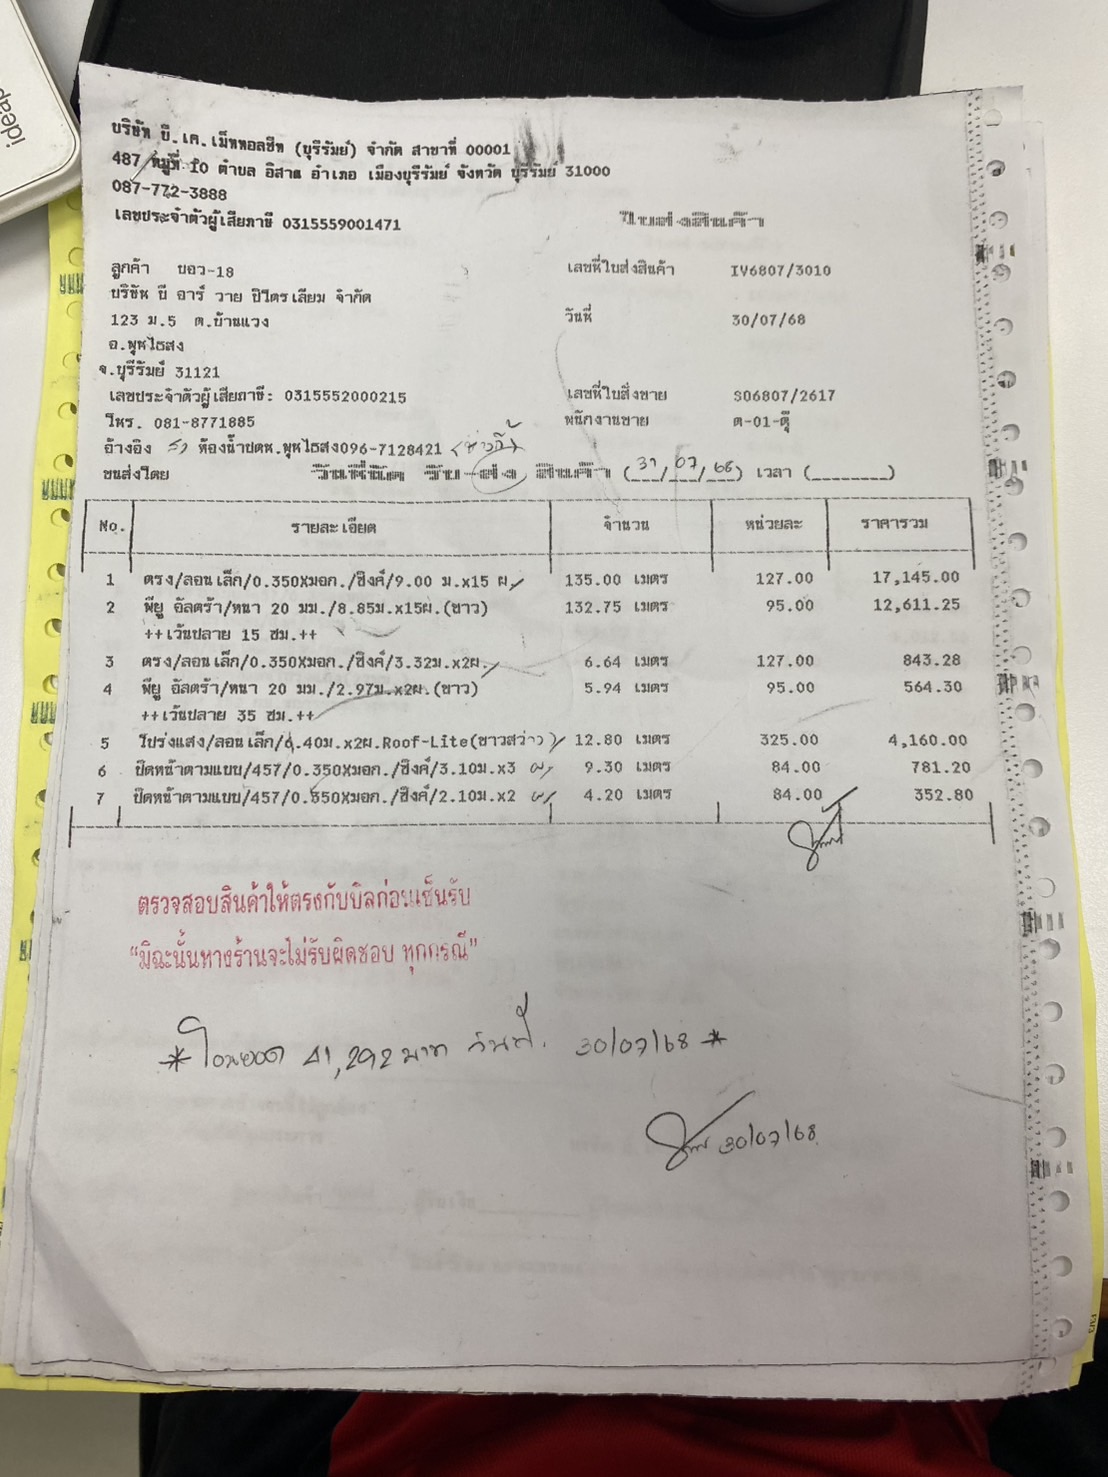 บริษัท บี.เค.เม็ททอลชีท (บุรีรัมย์) จำกัด สาขาที่ 00001
487 หมู่ที่ 10 ตำบล อิสาณ อำเภอ เมืองบุรีรัมย์ จังหวัด บุรีรัมย์ 31000
087-772-3888
เลขประจำตัวผู้เสียภาษี 0315559001471
ใบส่งสินค้า
ลูกค้า ขอว-18
เลขที่ใบส่งสินค้า IV6807/3010
บริษัท บี อาร์ วาย ปิโตรเลียม จำกัด
123 ม.5 ต.บ้านแวง
วันที่ 30/07/68
อ.พุทไธสง
จ.บุรีรัมย์ 31121
เลขประจำตัวผู้เสียภาษี: 0315552000215
เลขที่ใบสั่งขาย SO6807/2617
โทร. 081-8771885
พนักงานขาย ต-01-ตุ๊
อ้างอิง ห้องน้ำปตท.พุทไธสง096-7128421
ขนส่งโดย วันที่นัด รับ-ส่ง สินค้า (31/07/68) เวลา (________)
No. รายละเอียด จำนวน หน่วยละ ราคารวม
1 ตรง/ลอนเล็ก/0.350Xมอก./ซิงค์/9.00 ม.x15 ผ. 135.00 เมตร 127.00 17,145.00
2 พียู อัลตร้า/หนา 20 มม./8.85ม.x15ผ.(ขาว) 132.75 เมตร 95.00 12,611.25
++เว้นปลาย 15 ซม.++
3 ตรง/ลอนเล็ก/0.350Xมอก./ซิงค์/3.32ม.x2ผ. 6.64 เมตร 127.00 843.28
4 พียู อัลตร้า/หนา 20 มม./2.97ม.x2ผ.(ขาว) 5.94 เมตร 95.00 564.30
++เว้นปลาย 35 ซม.++
5 โปร่งแสง/ลอนเล็ก/6.40ม.x2ผ.Roof-Lite(ขาวสว่าง) 12.80 เมตร 325.00 4,160.00
6 ปิดหน้าตามแบบ/457/0.350Xมอก./ซิงค์/3.10ม.x3 ผ. 9.30 เมตร 84.00 781.20
7 ปิดหน้าตามแบบ/457/0.350Xมอก./ซิงค์/2.10ม.x2 ผ. 4.20 เมตร 84.00 352.80
ตรวจสอบสินค้าให้ตรงกับบิลก่อนเซ็นรับ
"มิฉะนั้นทางร้านจะไม่รับผิดชอบ ทุกกรณี"
*โอนยอด 41,292 บาท วันที่. 30/07/68*
30/07/68
ideap